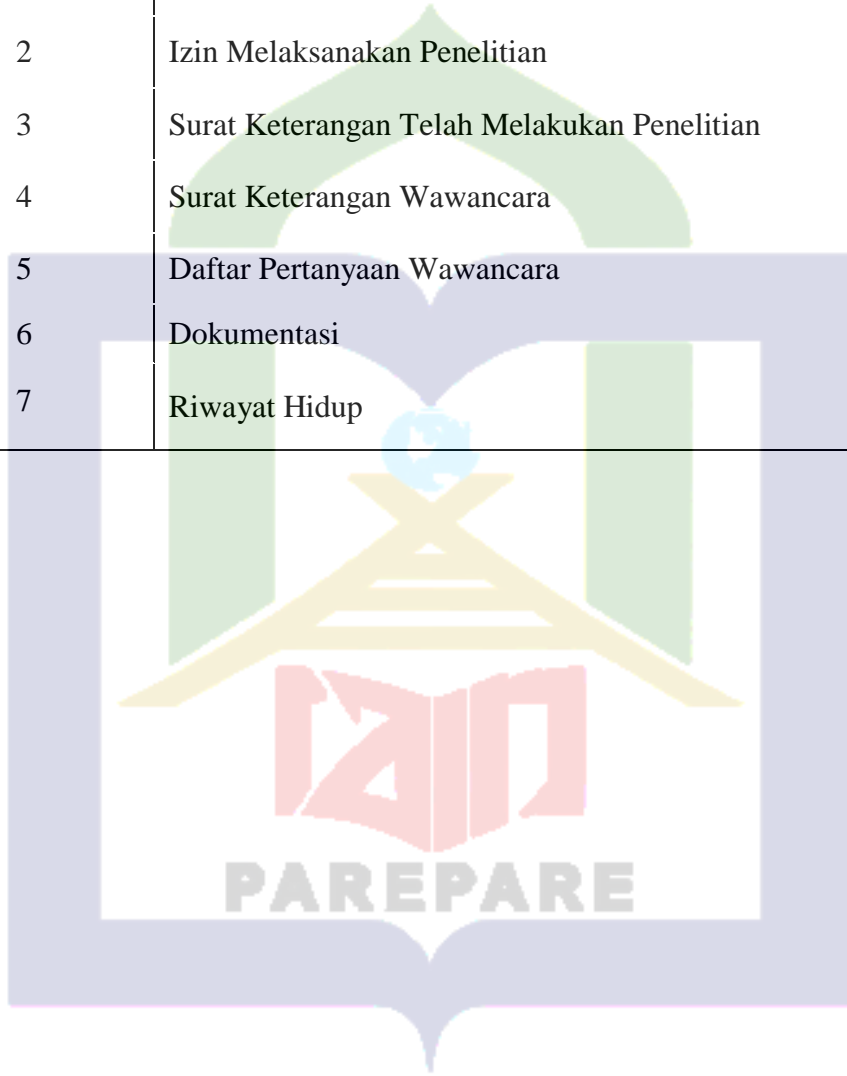 2 Izin Melaksanakan Penelitian
3 Surat Keterangan Telah Melakukan Penelitian
4 Surat Keterangan Wawancara
5 Daftar Pertanyaan Wawancara
6 Dokumentasi
7 Riwayat Hidup
iain
PAREPARE